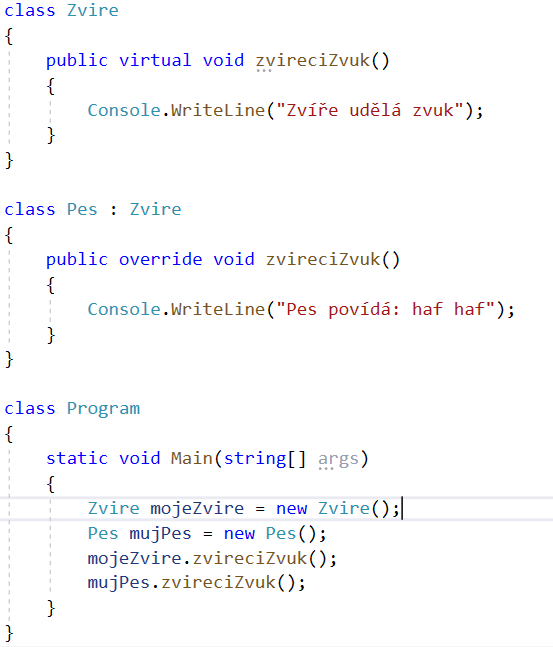 class Zvire
{
    public virtual void zvireciZvuk()
    {
        Console.WriteLine("Zvíře udělá zvuk");
    }
}

class Pes : Zvire
{
    public override void zvireciZvuk()
    {
        Console.WriteLine("Pes povídá: haf haf");
    }
}

class Program
{
    static void Main(string[] args)
    {
        Zvire mojeZvire = new Zvire();
        Pes mujPes = new Pes();
        mojeZvire.zvireciZvuk();
        mujPes.zvireciZvuk();
    }
}